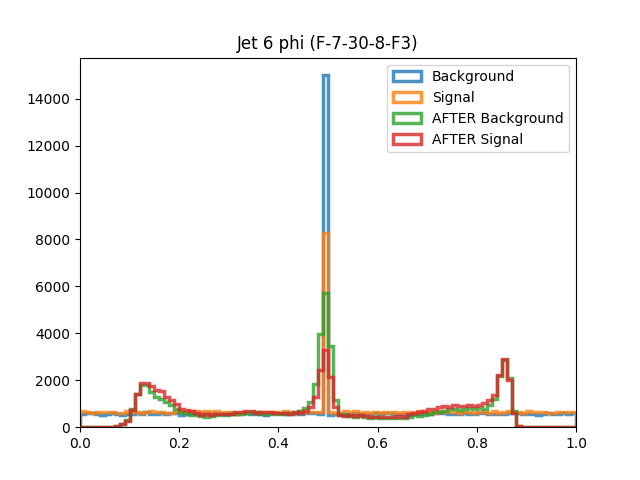 Jet 6 phi (F-7-30-8-F3)
Background
Signal
AFTER Background
AFTER Signal
14000
12000
10000
8000
6000
4000
2000
0
0.0 0.2 0.4 0.6 0.8 1.0